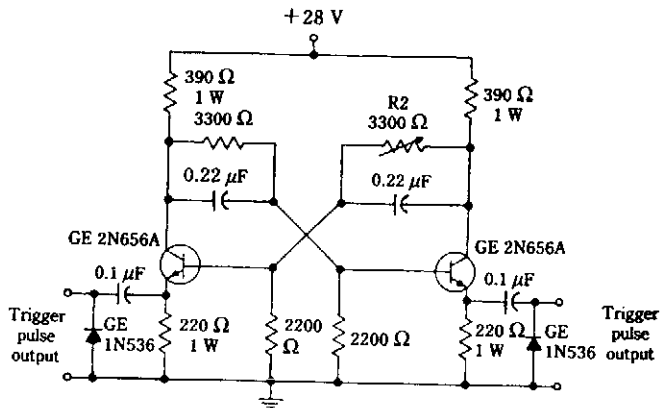 +28 V
390 Ω
1 W
3300 Ω
R2
3300 Ω
390 Ω
1 W
0.22 µF
0.22 µF
GE 2N656A
GE 2N656A
0.1 µF
0.1 µF
Trigger
pulse
output
GE
1N536
220 Ω
1 W
2200
Ω
2200 Ω
220 Ω
1 W
GE
1N536
Trigger
pulse
output